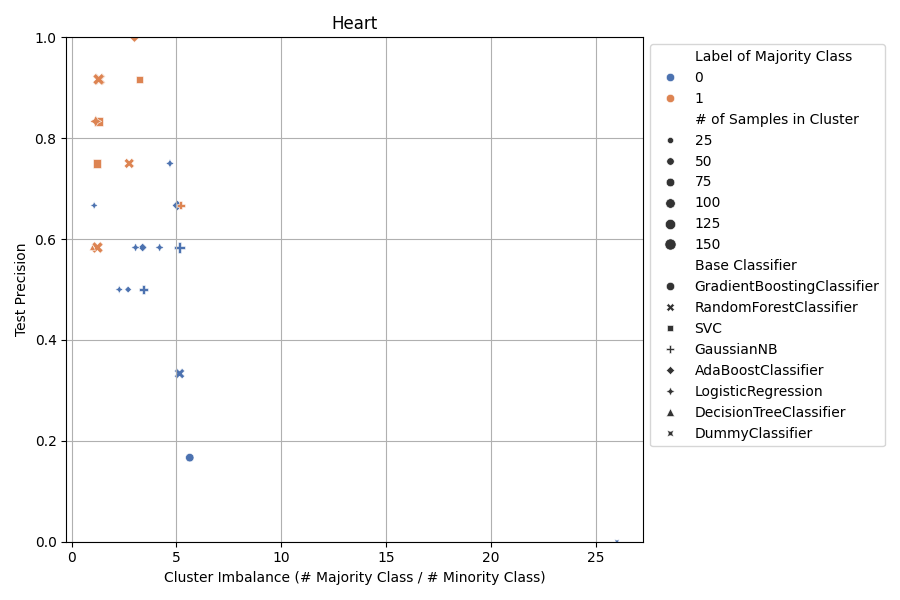 Heart
1.0
0.8
0.6
0.4
0.2
0.0
Test Precision
0
5
10
15
20
25
Cluster Imbalance (# Majority Class / # Minority Class)
Label of Majority Class
0
1
# of Samples in Cluster
25
50
75
100
125
150
Base Classifier
GradientBoostingClassifier
RandomForestClassifier
SVC
GaussianNB
AdaBoostClassifier
LogisticRegression
DecisionTreeClassifier
DummyClassifier